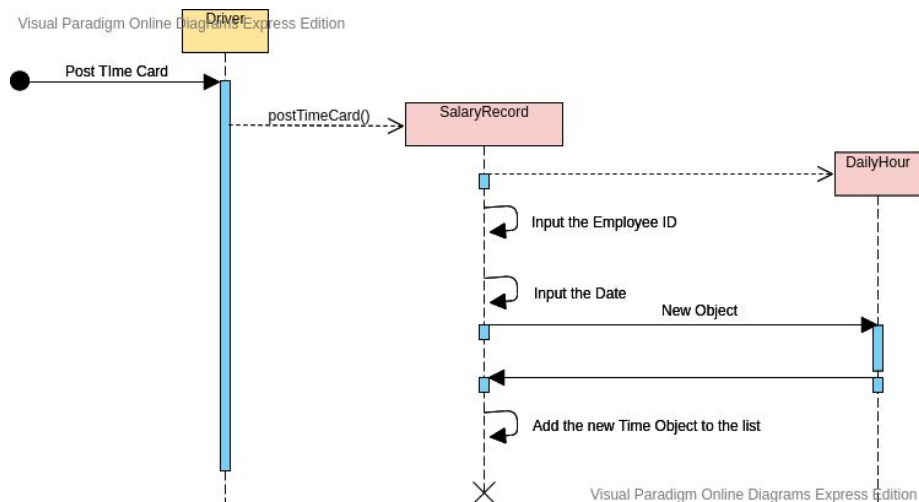 Driver
Visual Paradigm Online Diagrams Express Edition
Post TIme Card
postTimeCard()
SalaryRecord
DailyHour
Input the Employee ID
Input the Date
New Object
Add the new Time Object to the list
Visual Paradigm Online Diagrams Express Edition